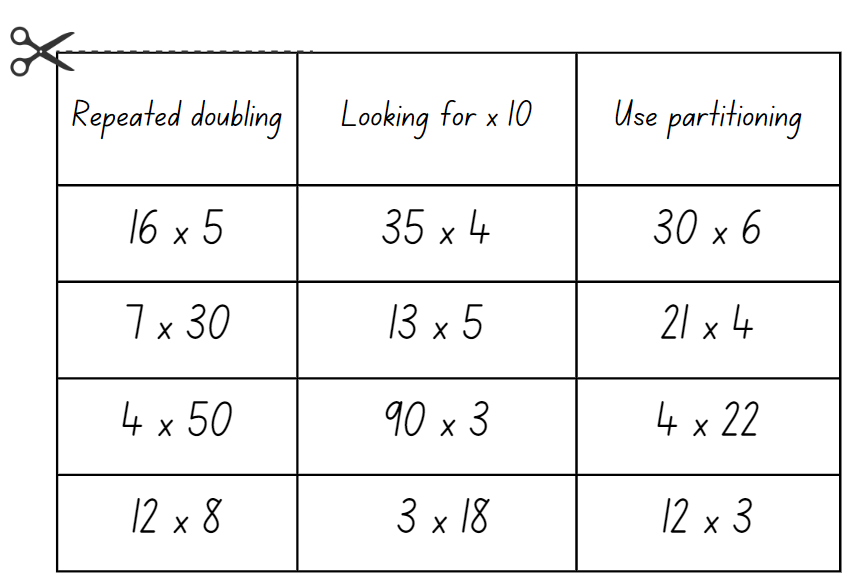 Repeated doubling Looking for x 10 Use partitioning
16 x 5 35 x 4 30 x 6
7 x 30 13 x 5 21 x 4
4 x 50 90 x 3 4 x 22
12 x 8 3 x 18 12 x 3